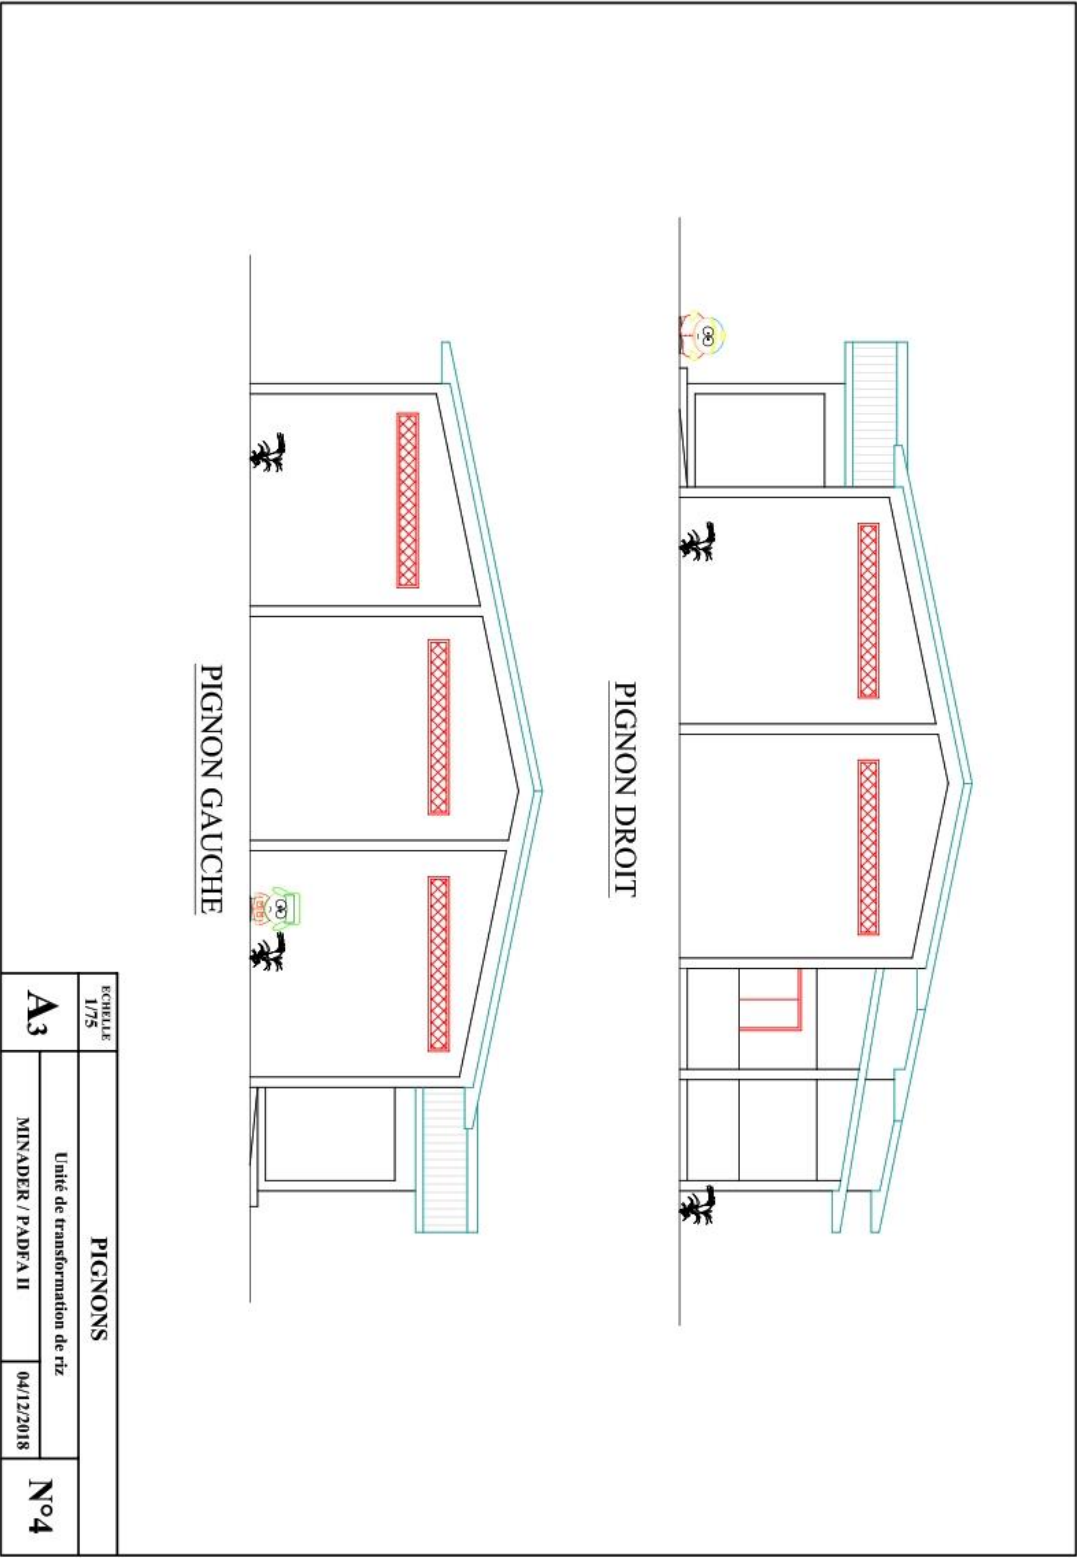 PIGNON DROIT
PIGNON GAUCHE
ECHELLE
1/75
PIGNONS
A3
Unité de transformation de riz
MINADER / PADFA II
04/12/2018
N°4